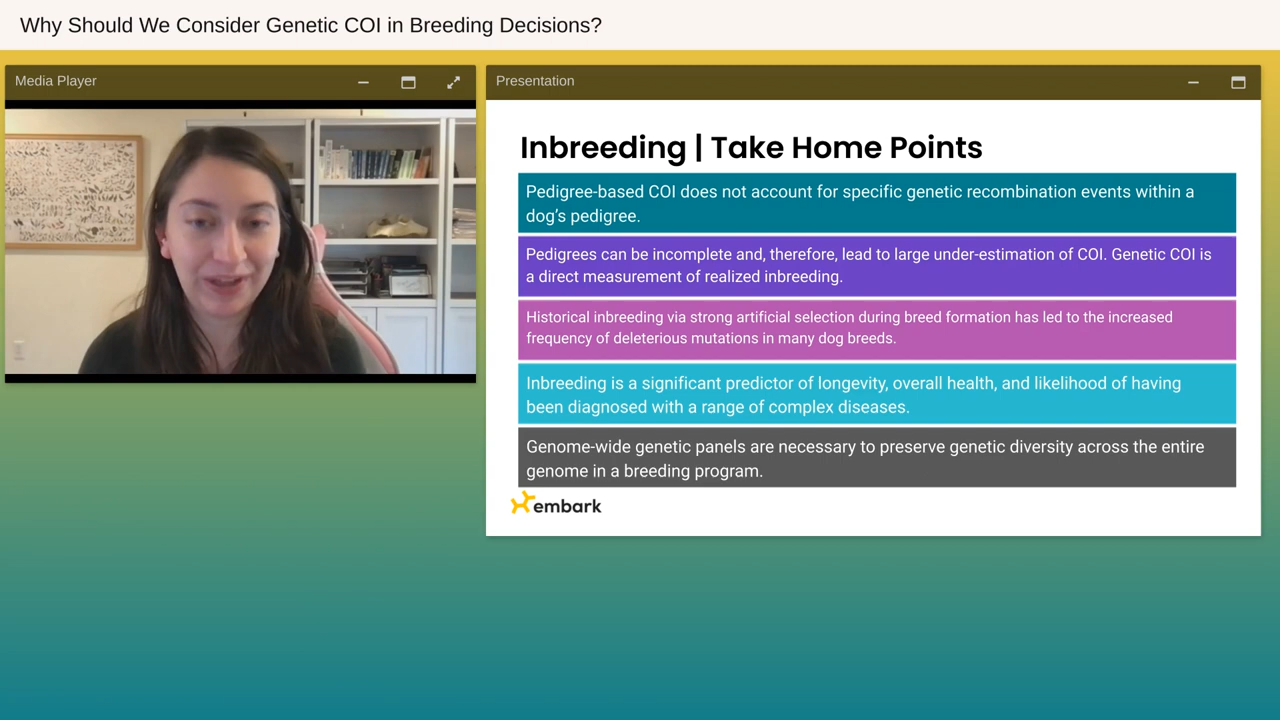 Why Should We Consider Genetic COI in Breeding Decisions?
Media Player
Presentation
Inbreeding | Take Home Points
Pedigree-based COI does not account for specific genetic recombination events within a
dog's pedigree.
Pedigrees can be incomplete and, therefore, lead to large under-estimation of COI. Genetic COI is
a direct measurement of realized inbreeding.
Historical inbreeding via strong artificial selection during breed formation has led to the increased
frequency of deleterious mutations in many dog breeds.
Inbreeding is a significant predictor of longevity, overall health, and likelihood of having
been diagnosed with a range of complex diseases.
Genome-wide genetic panels are necessary to preserve genetic diversity across the entire
genome in a breeding program.
embark